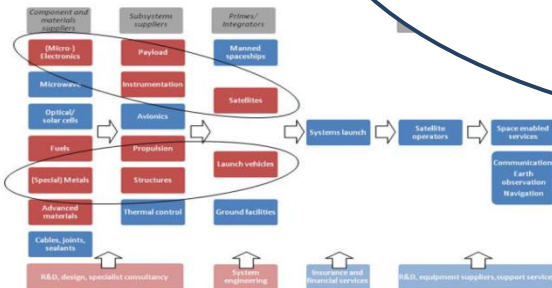 Component and
materials
suppliers
Subsystems
suppliers
Primes/
Integrators
(Micro-)
Electronics
Microwave
Optical/
solar cells
Fuels
(Special) Metals
Advanced
materials
Cables, joints,
sealants
Payload
Instrumentation
Avionics
Propulsion
Structures
Thermal control
Manned
spaceships
Satellites
Launch vehicles
Ground facilities
Systems launch
Satellite
operators
Space enabled
services
Communication
Earth
observation
Navigation
R&D, design, specialist consultancy
System
engineering
Insurance and
financial services
R&D, equipment suppliers, support service